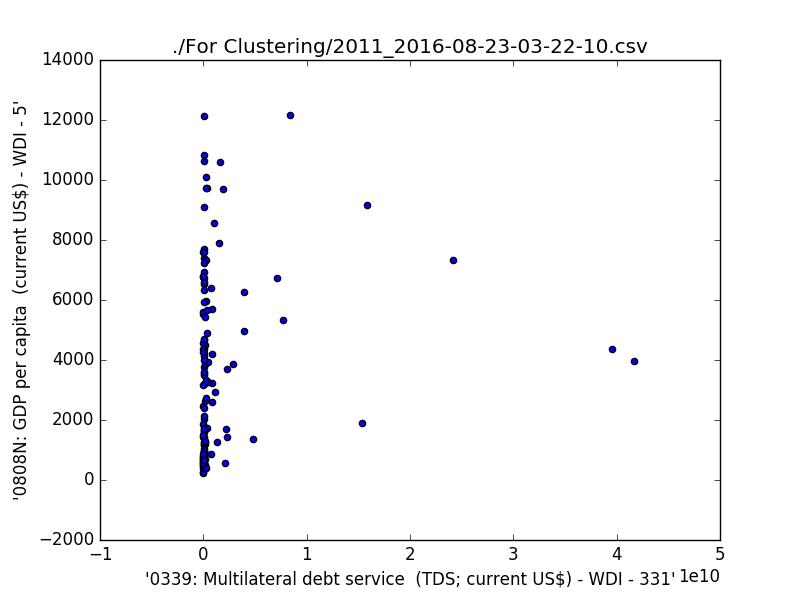 ./For Clustering/2011_2016-08-23-03-22-10.csv
14000
12000
10000
8000
6000
4000
2000
0
−2000
'0808N: GDP per capita  (current US$) - WDI - 5'
−1 0 1 2 3 4 5
'0339: Multilateral debt service  (TDS; current US$) - WDI - 331' 1e10